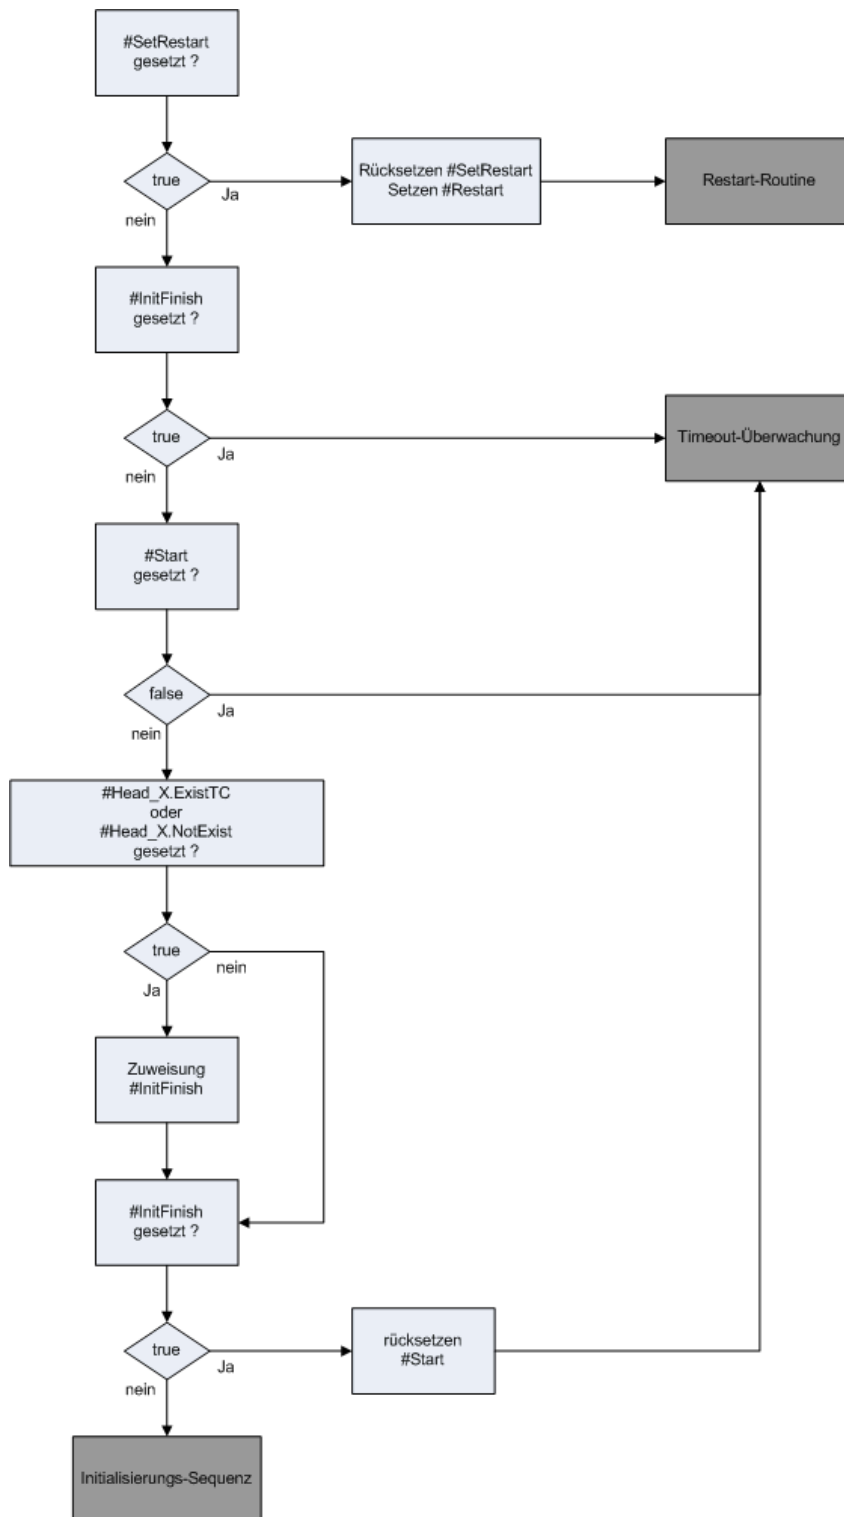 #SetRestart
gesetzt ?
true
Ja
nein
Rücksetzen #SetRestart
Setzen #Restart
Restart-Routine
#InitFinish
gesetzt ?
true
Ja
nein
Timeout-Überwachung
#Start
gesetzt ?
false
Ja
nein
#Head_X.ExistTC
oder
#Head_X.NotExist
gesetzt ?
true
nein
Ja
Zuweisung
#InitFinish
#InitFinish
gesetzt ?
true
Ja
nein
rücksetzen
#Start
Initialisierungs-Sequenz